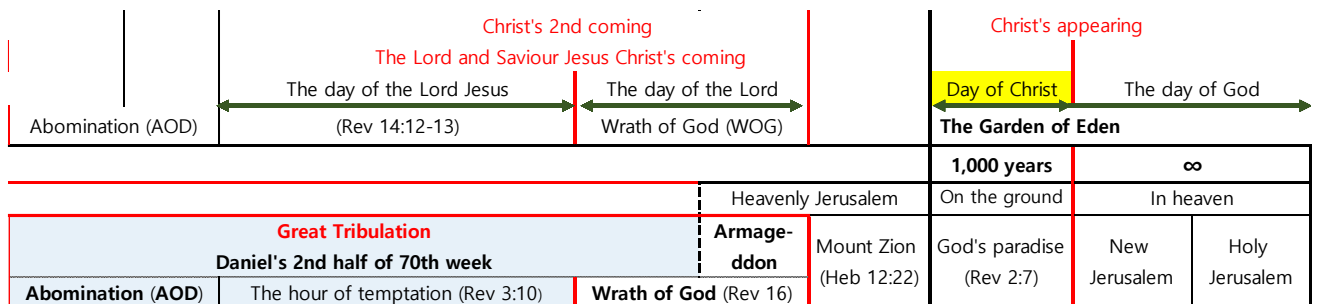 Christ's 2nd coming
Christ's appearing
The Lord and Saviour Jesus Christ's coming
The day of the Lord Jesus
The day of the Lord
Day of Christ
The day of God
Abomination (AOD)
(Rev 14:12-13)
Wrath of God (WOG)
The Garden of Eden
1,000 years
∞
Heavenly Jerusalem
On the ground
In heaven
Great Tribulation
Daniel's 2nd half of 70th week
Armage-
ddon
Mount Zion
(Heb 12:22)
God's paradise
(Rev 2:7)
New
Jerusalem
Holy
Jerusalem
Abomination (AOD)
The hour of temptation (Rev 3:10)
Wrath of God (Rev 16)